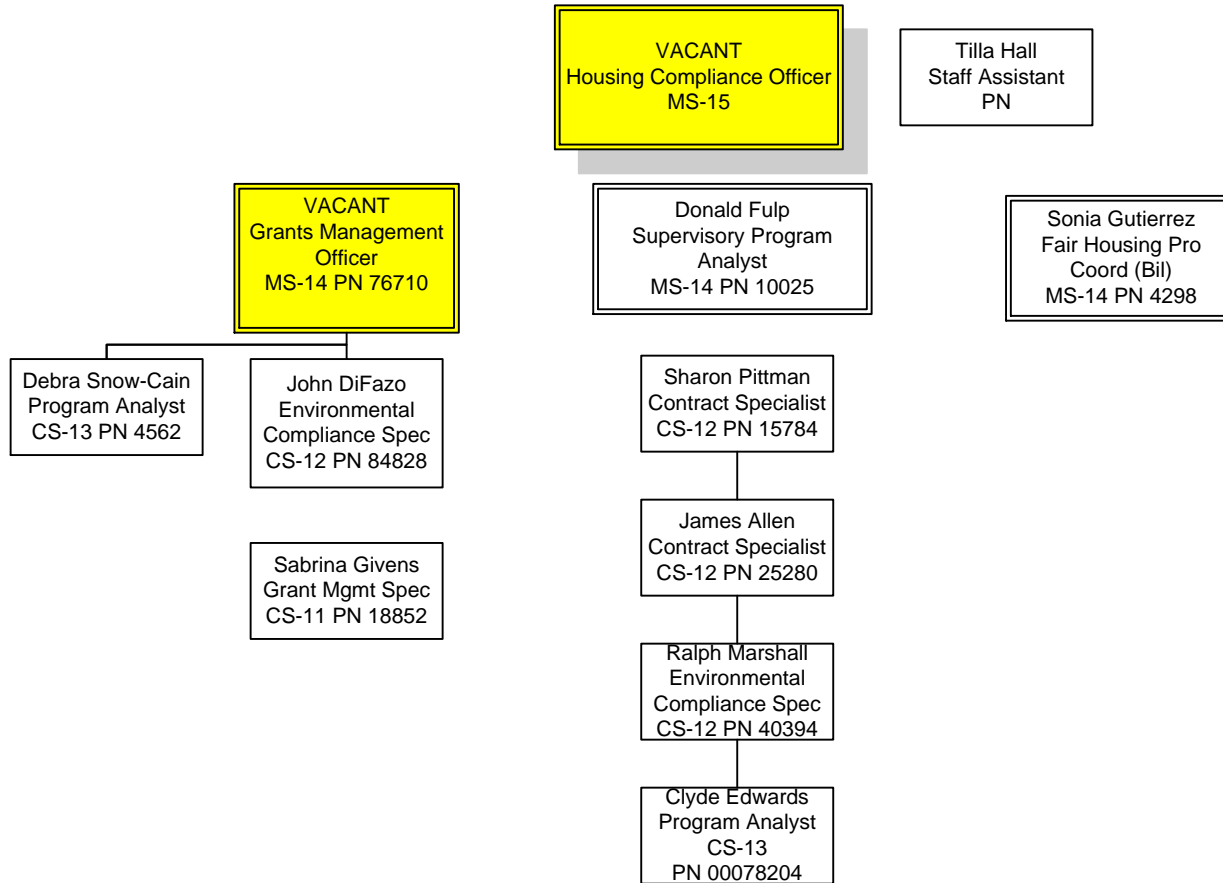 VACANT
Housing Compliance Officer
MS-15
Tilla Hall
Staff Assistant
PN
VACANT
Grants Management
Officer
MS-14 PN 76710
Donald Fulp
Supervisory Program
Analyst
MS-14 PN 10025
Sonia Gutierrez
Fair Housing Pro
Coord (Bil)
MS-14 PN 4298
Debra Snow-Cain
Program Analyst
CS-13 PN 4562
John DiFazo
Environmental
Compliance Spec
CS-12 PN 84828
Sharon Pittman
Contract Specialist
CS-12 PN 15784
James Allen
Contract Specialist
CS-12 PN 25280
Sabrina Givens
Grant Mgmt Spec
CS-11 PN 18852
Ralph Marshall
Environmental
Compliance Spec
CS-12 PN 40394
Clyde Edwards
Program Analyst
CS-13
PN 00078204